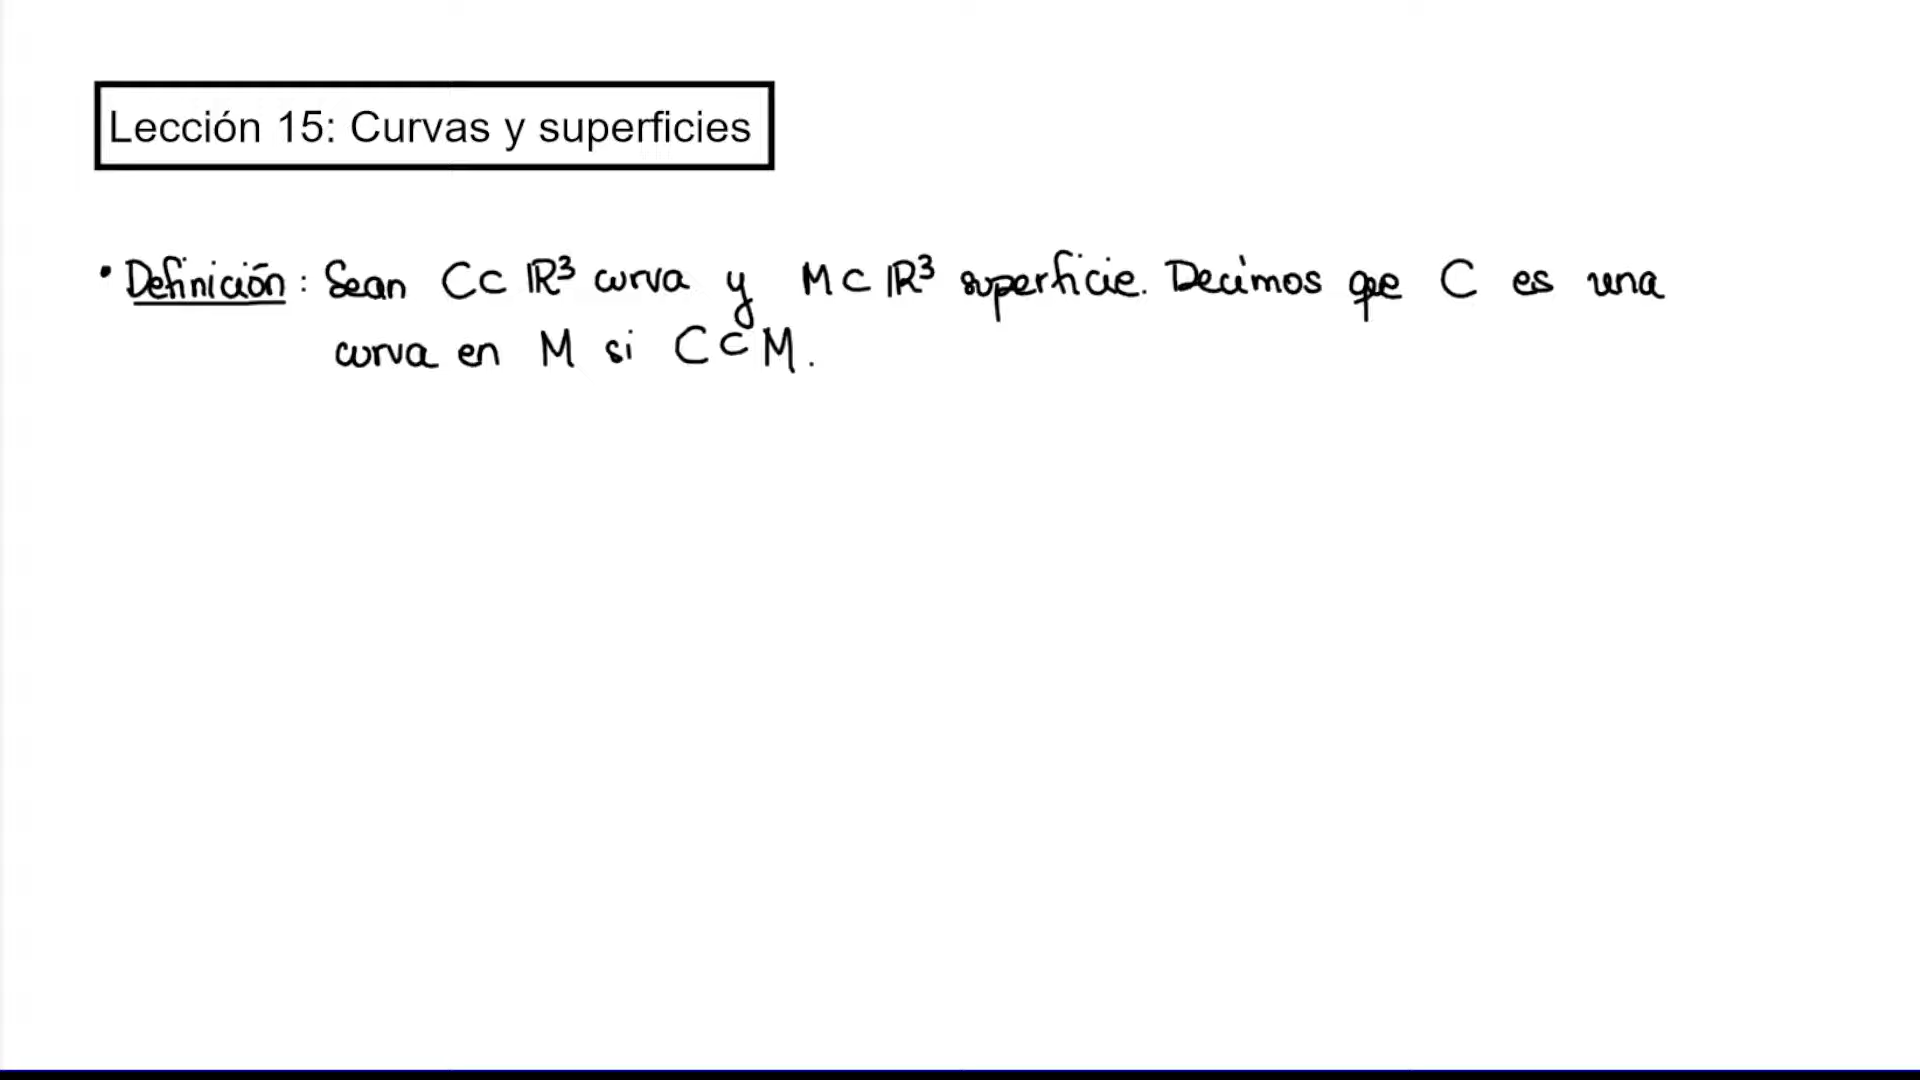 Lección 15: Curvas y superficies
• Definición: Sean C ⊂ ℝ³ curva y M ⊂ ℝ³ superficie. Decimos que C es una
curva en M si C ⊂ M.